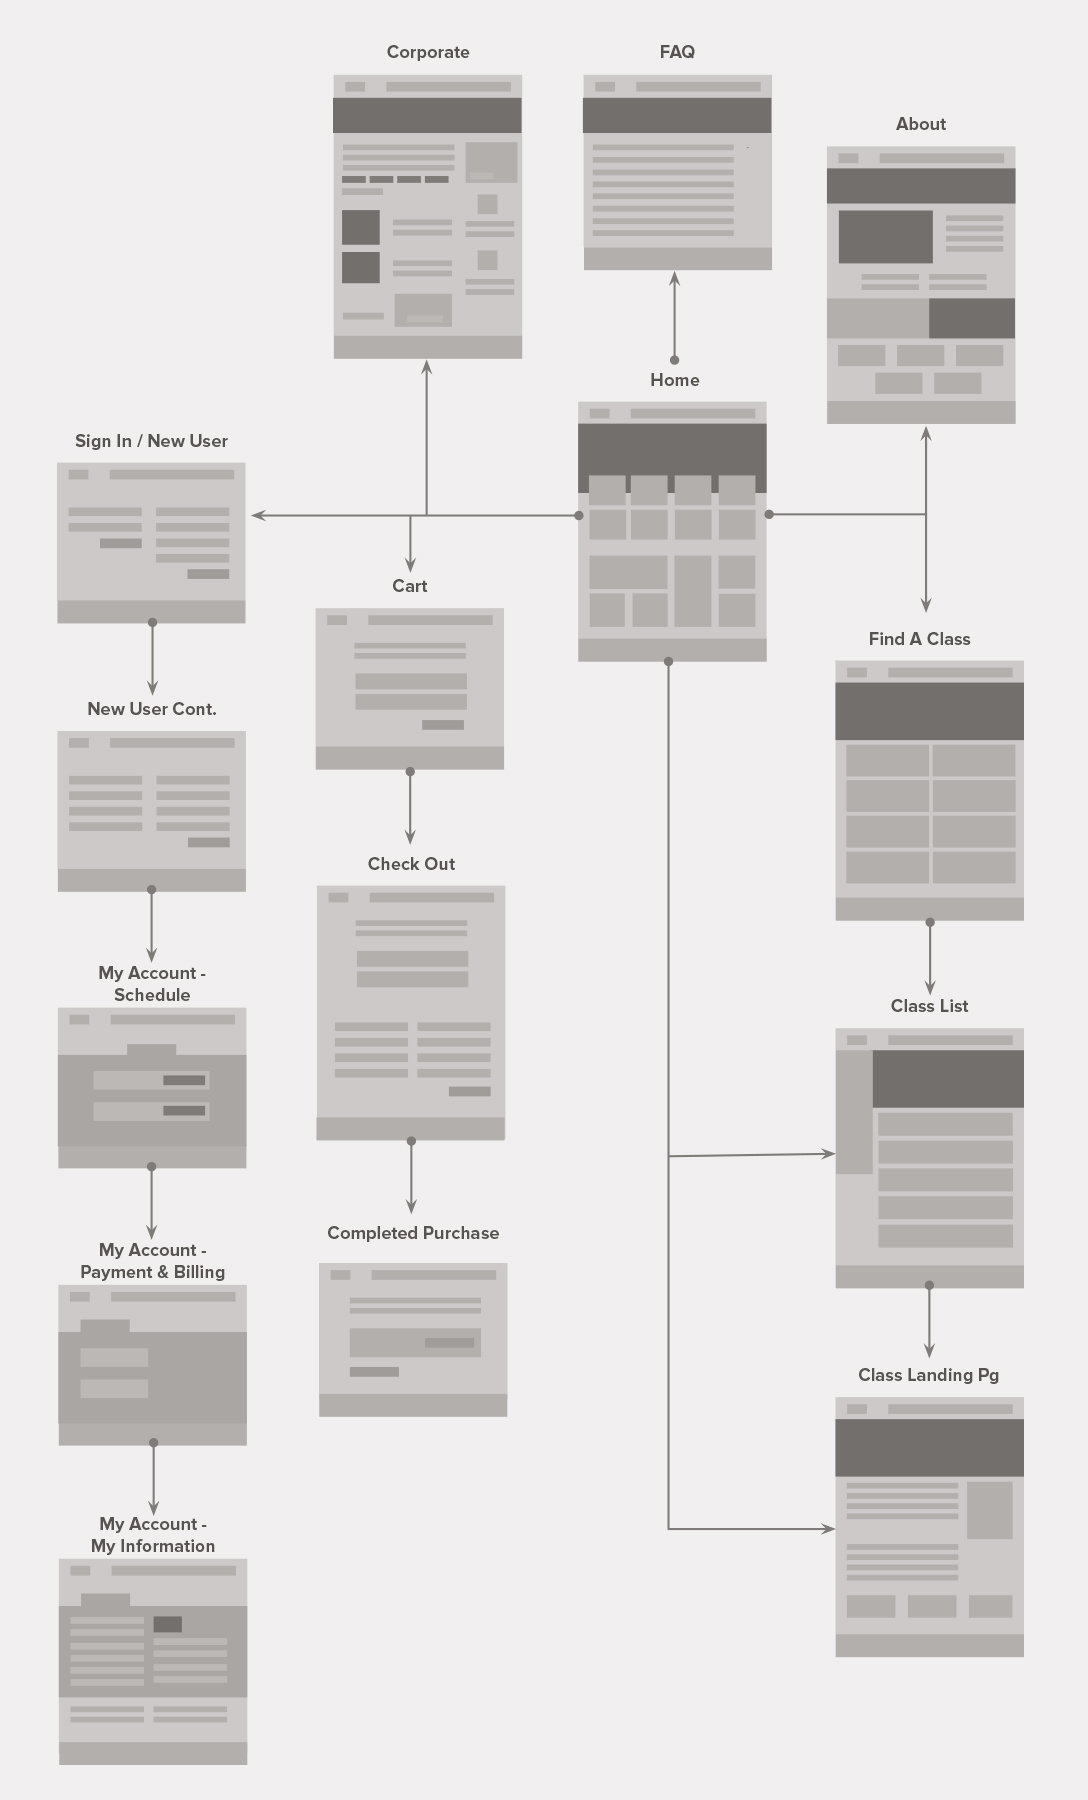 Corporate
FAQ
About
Home
Sign In / New User
Cart
Find A Class
New User Cont.
Check Out
My Account -
Schedule
Class List
Completed Purchase
My Account -
Payment & Billing
Class Landing Pg
My Account -
My Information